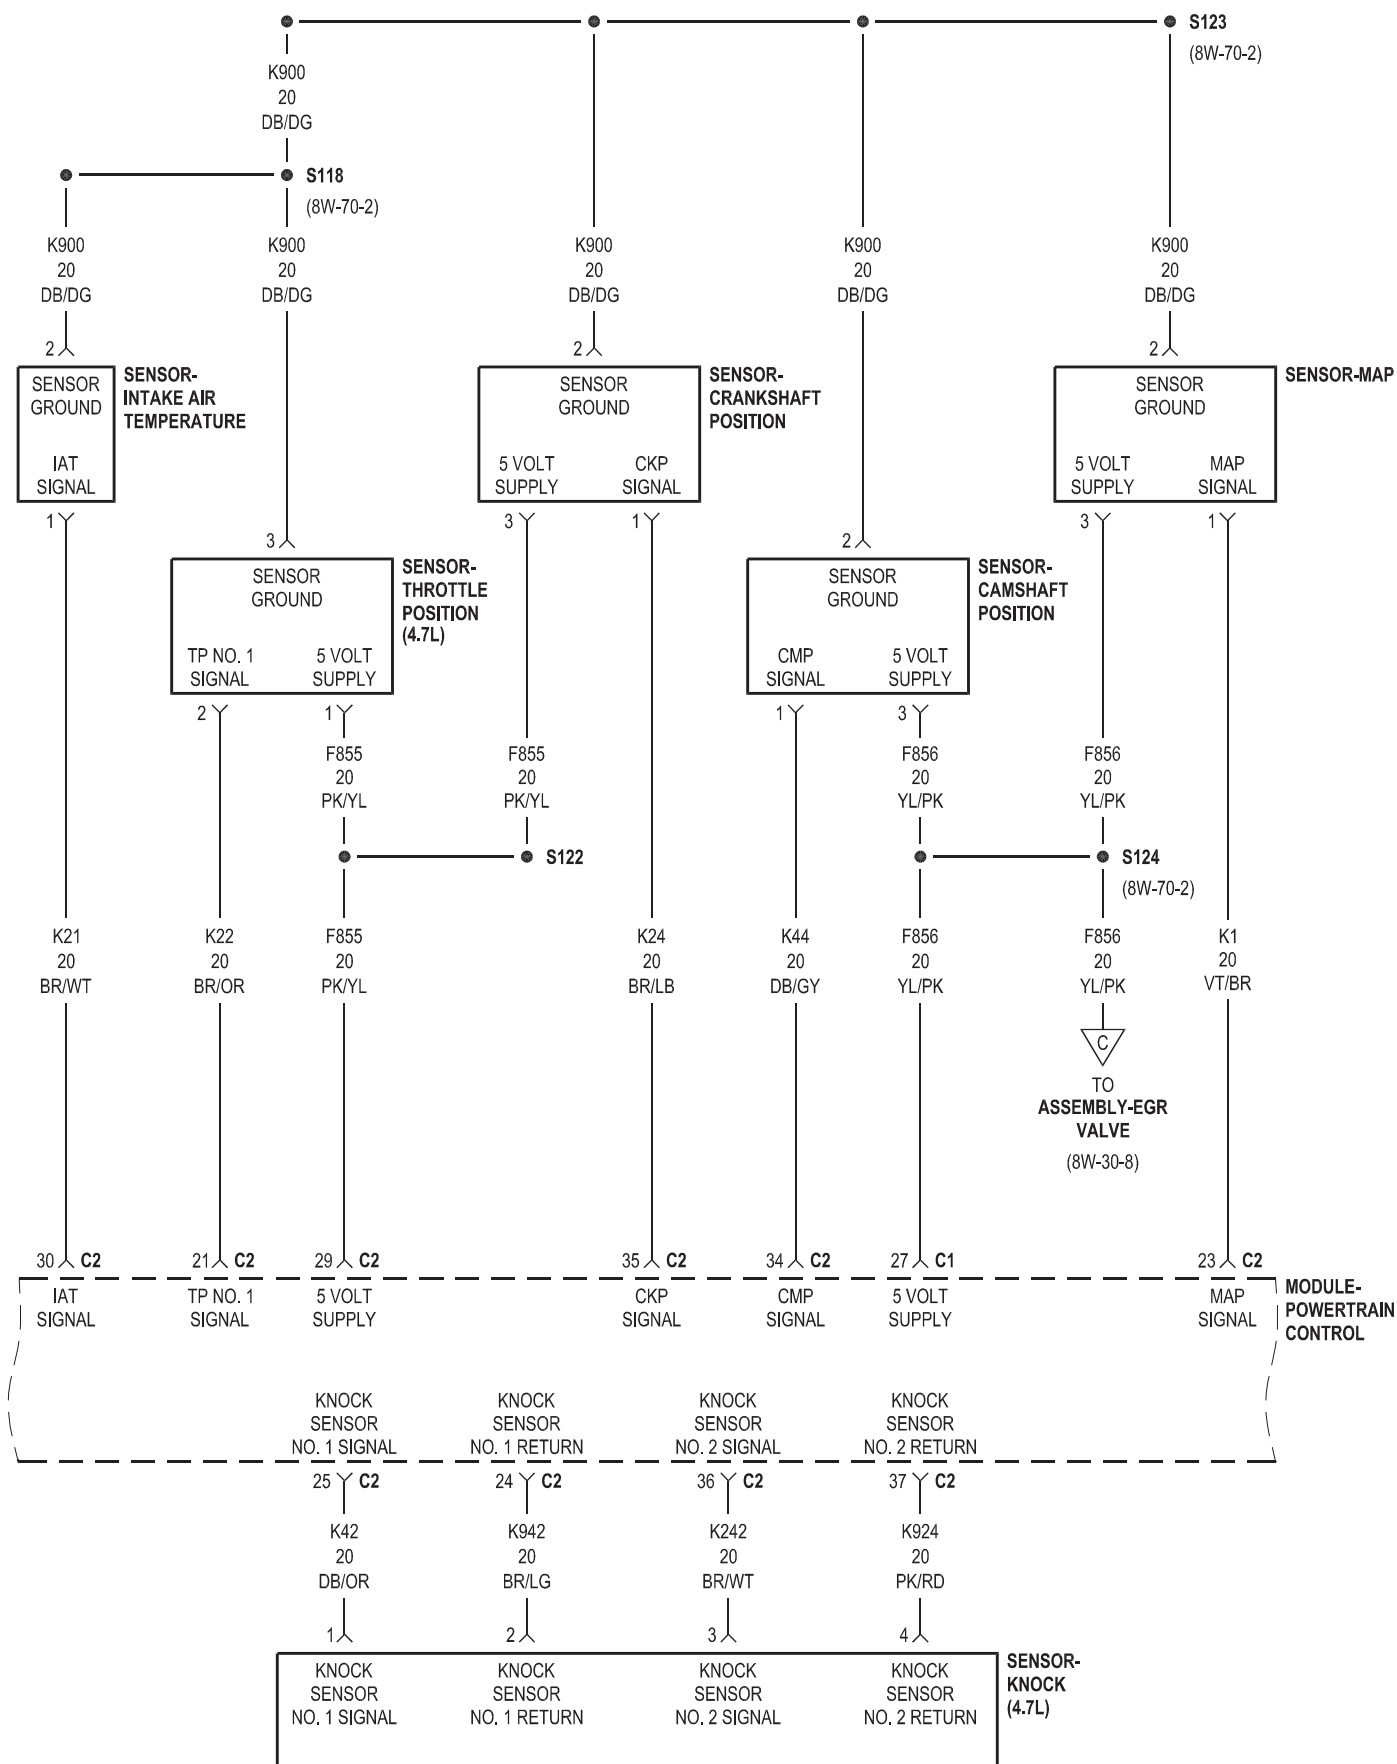 S123
(8W-70-2)
K900
20
DB/DG
S118
(8W-70-2)
K900
20
DB/DG
K900
20
DB/DG
K900
20
DB/DG
K900
20
DB/DG
K900
20
DB/DG
2
SENSOR
GROUND
IAT
SIGNAL
1
SENSOR-
INTAKE AIR
TEMPERATURE
2
SENSOR
GROUND
5 VOLT
SUPPLY
CKP
SIGNAL
3
1
SENSOR-
CRANKSHAFT
POSITION
2
SENSOR
GROUND
5 VOLT
SUPPLY
MAP
SIGNAL
3
1
SENSOR-MAP
3
SENSOR
GROUND
TP NO. 1
SIGNAL
5 VOLT
SUPPLY
2
1
SENSOR-
THROTTLE
POSITION
(4.7L)
2
SENSOR
GROUND
CMP
SIGNAL
5 VOLT
SUPPLY
1
3
SENSOR-
CAMSHAFT
POSITION
F855
20
PK/YL
F855
20
PK/YL
F856
20
YL/PK
F856
20
YL/PK
S122
S124
(8W-70-2)
K21
20
BR/WT
K22
20
BR/OR
F855
20
PK/YL
K24
20
BR/LB
K44
20
DB/GY
F856
20
YL/PK
F856
20
YL/PK
K1
20
VT/BR
C
TO
ASSEMBLY-EGR
VALVE
(8W-30-8)
30 C2
21 C2
29 C2
35 C2
34 C2
27 C1
23 C2
IAT
SIGNAL
TP NO. 1
SIGNAL
5 VOLT
SUPPLY
CKP
SIGNAL
CMP
SIGNAL
5 VOLT
SUPPLY
MAP
SIGNAL
MODULE-
POWERTRAIN
CONTROL
KNOCK
SENSOR
NO. 1 SIGNAL
KNOCK
SENSOR
NO. 1 RETURN
KNOCK
SENSOR
NO. 2 SIGNAL
KNOCK
SENSOR
NO. 2 RETURN
25 C2
24 C2
36 C2
37 C2
K42
20
DB/OR
K942
20
BR/LG
K242
20
BR/WT
K924
20
PK/RD
1
2
3
4
KNOCK
SENSOR
NO. 1 SIGNAL
KNOCK
SENSOR
NO. 1 RETURN
KNOCK
SENSOR
NO. 2 SIGNAL
KNOCK
SENSOR
NO. 2 RETURN
SENSOR-
KNOCK
(4.7L)